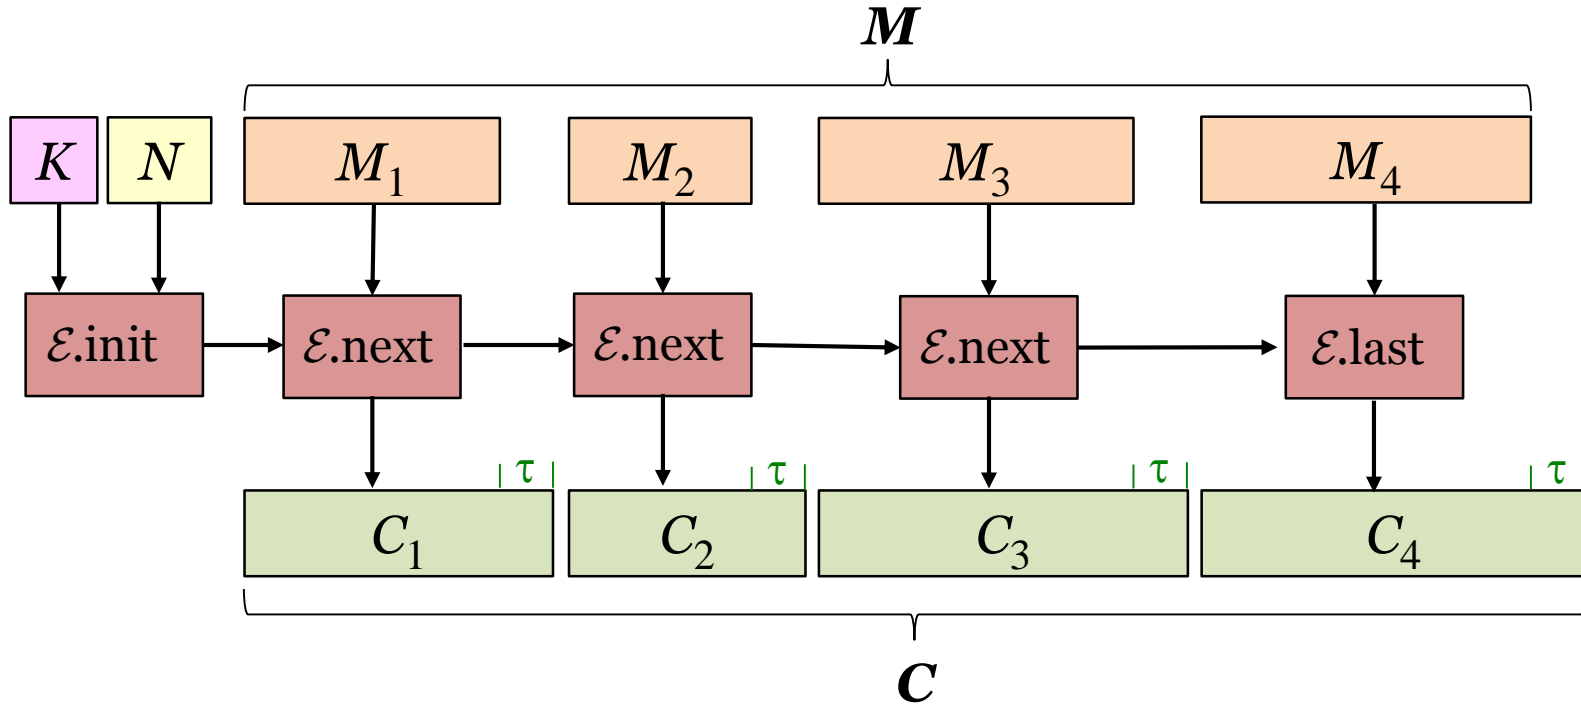 M
K N M₁ M₂ M₃ M₄
ℰ.init ℰ.next ℰ.next ℰ.next ℰ.last
τ τ τ τ
C₁ C₂ C₃ C₄
C